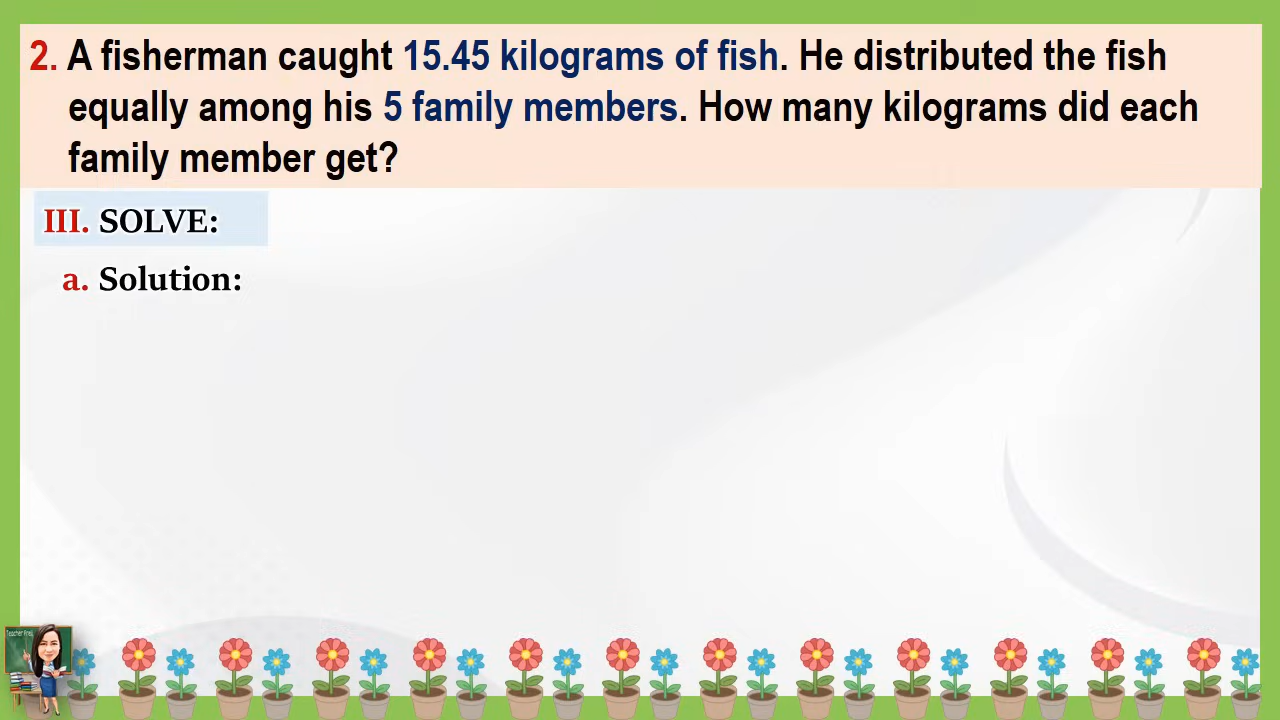 2. A fisherman caught 15.45 kilograms of fish. He distributed the fish
equally among his 5 family members. How many kilograms did each
family member get?
III. SOLVE:
a. Solution: